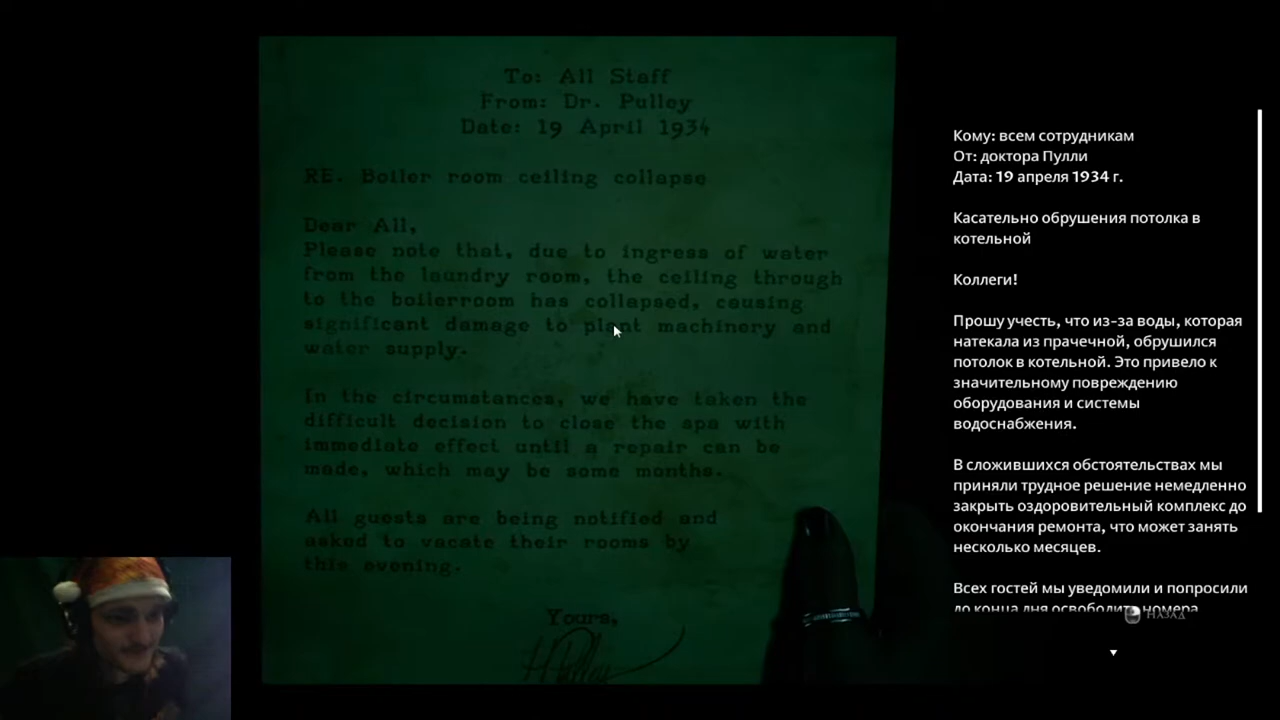 To: All Staff
From: Dr. Pulley
Date: 19 April 1934
RE. Boiler room ceiling collapse
Dear All,
Please note that, due to ingress of water
from the laundry room, the ceiling through
to the boilerroom has collapsed, causing
significant damage to plant machinery and
water supply.
In the circumstances, we have taken the
difficult decision to close the spa with
immediate effect until a repair can be
made, which may be some months.
All guests are being notified and
asked to vacate their rooms by
this evening.
Yours,
H Pulley
Кому: всем сотрудникам
От: доктора Пулли
Дата: 19 апреля 1934 г.
Касательно обрушения потолка в
котельной
Коллеги!
Прошу учесть, что из-за воды, которая
натекала из прачечной, обрушился
потолок в котельной. Это привело к
значительному повреждению
оборудования и системы
водоснабжения.
В сложившихся обстоятельствах мы
приняли трудное решение немедленно
закрыть оздоровительный комплекс до
окончания ремонта, что может занять
несколько месяцев.
Всех гостей мы уведомили и попросили
до конца дня освободить номера
НАЗАД